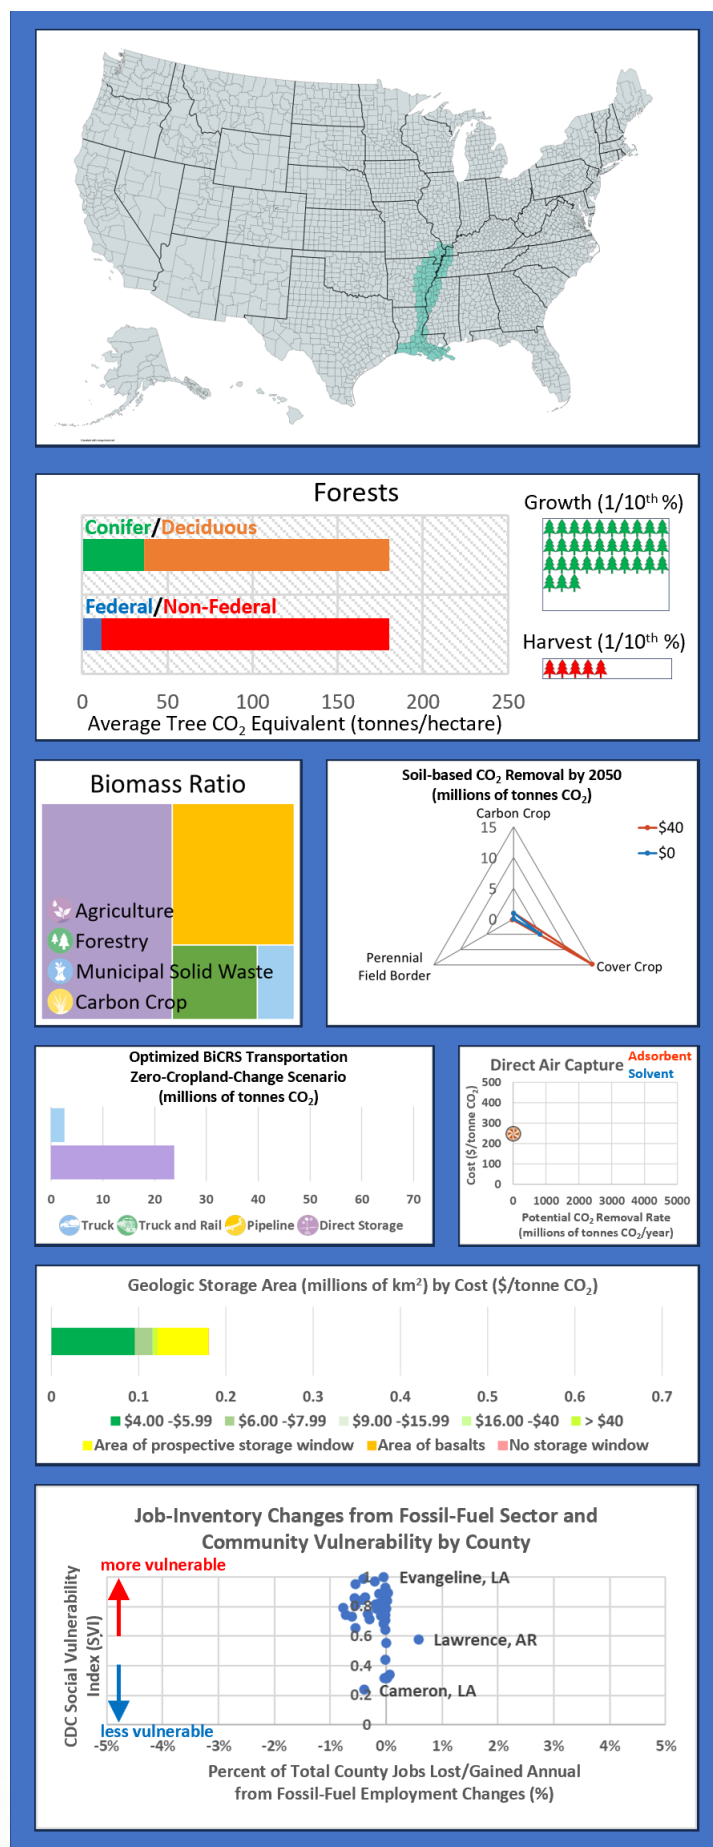 Forests
Growth (1/10th %)
Conifer/Deciduous
Federal/Non-Federal
Harvest (1/10th %)
0 50 100 150 200 250
Average Tree CO2 Equivalent (tonnes/hectare)
Biomass Ratio
Agriculture
Forestry
Municipal Solid Waste
Carbon Crop
Soil-based CO2 Removal by 2050
(millions of tonnes CO2)
Carbon Crop
15
10
5
0
$40
$0
Perennial
Field Border
Cover Crop
Optimized BiCRS Transportation
Zero-Cropland-Change Scenario
(millions of tonnes CO2)
0 10 20 30 40 50 60 70
Truck Truck and Rail Pipeline Direct Storage
Direct Air Capture
Adsorbent
Solvent
Cost ($/tonne CO2)
500
400
300
200
100
0
0 1000 2000 3000 4000 5000
Potential CO2 Removal Rate
(millions of tonnes CO2/year)
Geologic Storage Area (millions of km2) by Cost ($/tonne CO2)
0 0.1 0.2 0.3 0.4 0.5 0.6 0.7
$4.00 -$5.99 $6.00 -$7.99 $9.00 -$15.99 $16.00 -$40 > $40
Area of prospective storage window Area of basalts No storage window
Job-Inventory Changes from Fossil-Fuel Sector and
Community Vulnerability by County
more vulnerable
CDC Social Vulnerability
Index (SVI)
less vulnerable
1
0.8
0.6
0.4
0.2
0
Evangeline, LA
Lawrence, AR
Cameron, LA
-5% -4% -3% -2% -1% 0% 1% 2% 3% 4% 5%
Percent of Total County Jobs Lost/Gained Annual
from Fossil-Fuel Employment Changes (%)